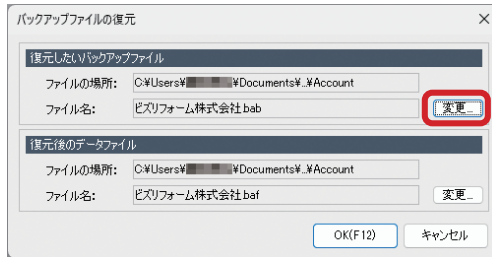 バックアップファイルの復元
復元したいバックアップファイル
ファイルの場所: C:¥Users¥ ¥Documents¥..¥Account
ファイル名: ビズリフォーム株式会社.bab 変更...
復元後のデータファイル
ファイルの場所: C:¥Users¥ ¥Documents¥..¥Account
ファイル名: ビズリフォーム株式会社.baf 変更...
OK(F12) キャンセル